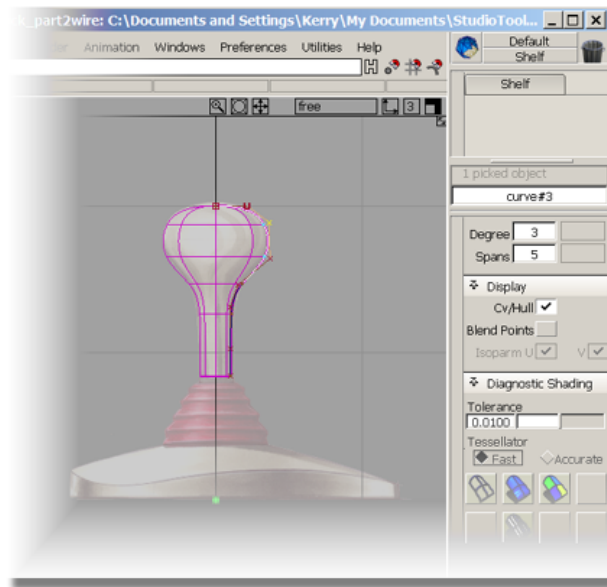 k_part2wire: C:\Documents and Settings\Kerry\My Documents\StudioTool...
Animation Windows Preferences Utilities Help
Default
Shelf
Shelf
free
3
1 picked object
curve#3
Degree 3
Spans 5
Display
Cv/Hull
Blend Points
Isoparm U V
Diagnostic Shading
Tolerance
0.0100
Tessellator
Fast Accurate